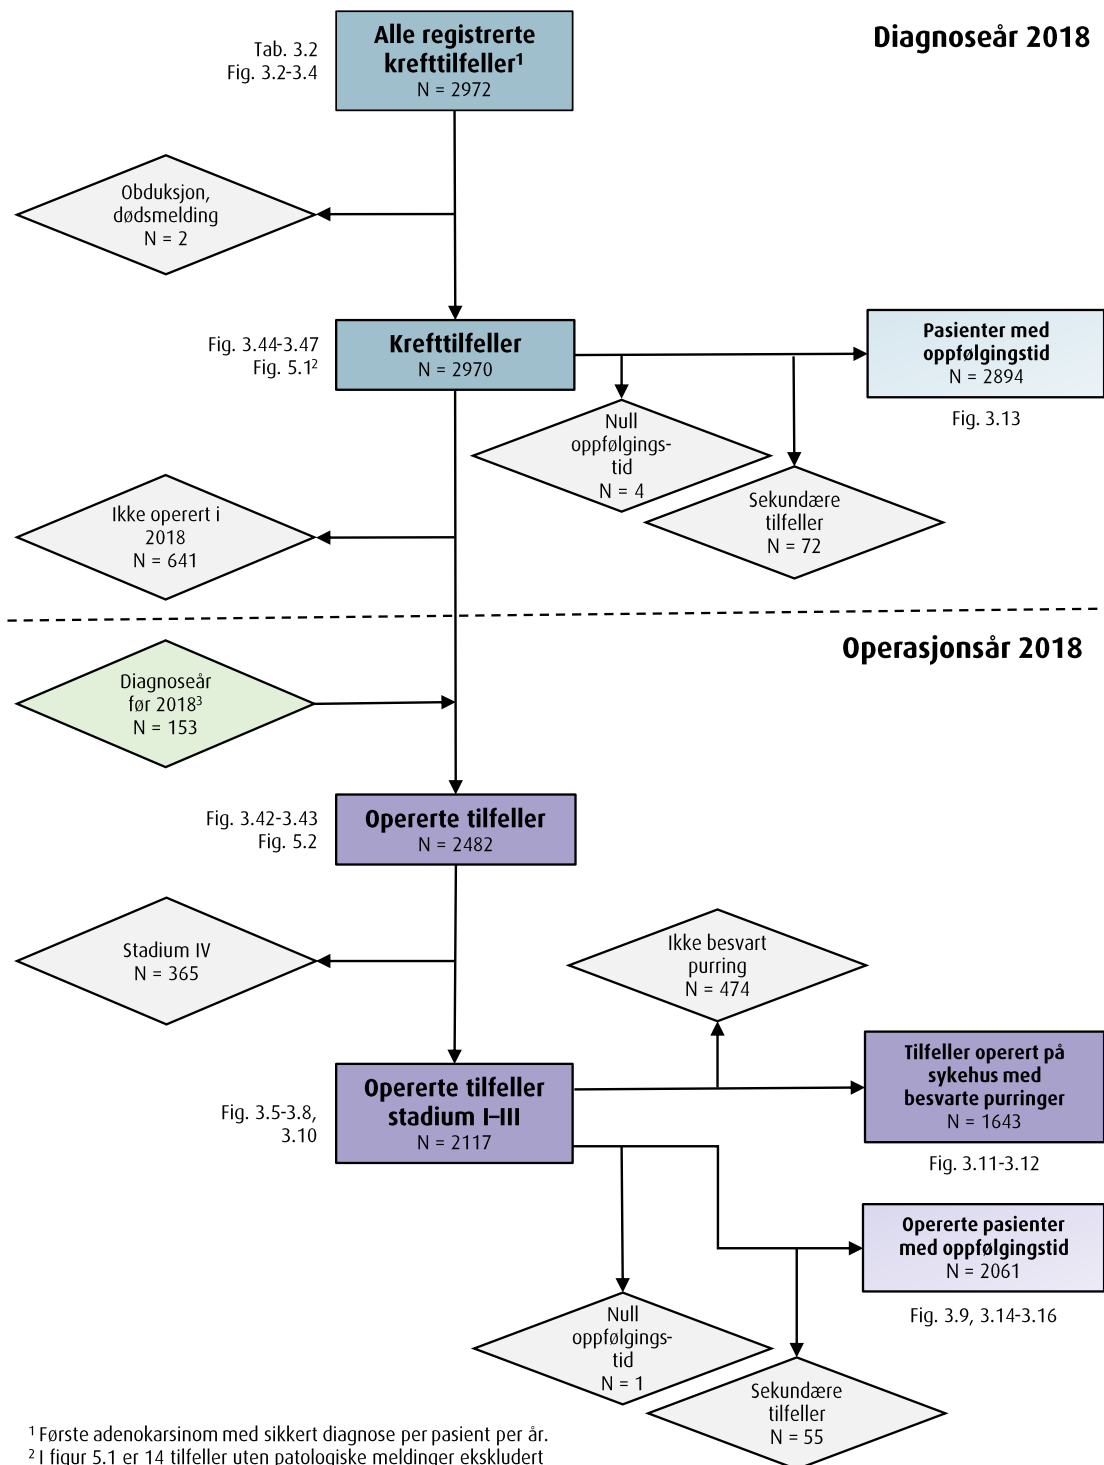 Diagnoseår 2018
Tab. 3.2
Fig. 3.2-3.4
Alle registrerte
krefttilfeller¹
N = 2972
Obduksjon,
dødsmelding
N = 2
Fig. 3.44-3.47
Fig. 5.1²
Krefttilfeller
N = 2970
Pasienter med
oppfølgingstid
N = 2894
Fig. 3.13
Null
oppfølgings-
tid
N = 4
Sekundære
tilfeller
N = 72
Ikke operert i
2018
N = 641
Operasjonsår 2018
Diagnoseår
før 2018³
N = 153
Fig. 3.42-3.43
Fig. 5.2
Opererte tilfeller
N = 2482
Stadium IV
N = 365
Ikke besvart
purring
N = 474
Fig. 3.5-3.8,
3.10
Opererte tilfeller
stadium I–III
N = 2117
Tilfeller operert på
sykehus med
besvarte purringer
N = 1643
Fig. 3.11-3.12
Opererte pasienter
med oppfølgingstid
N = 2061
Fig. 3.9, 3.14-3.16
Null
oppfølgings-
tid
N = 1
Sekundære
tilfeller
N = 55
¹ Første adenokarsinom med sikkert diagnose per pasient per år.
² I figur 5.1 er 14 tilfeller uten patologiske meldinger ekskludert